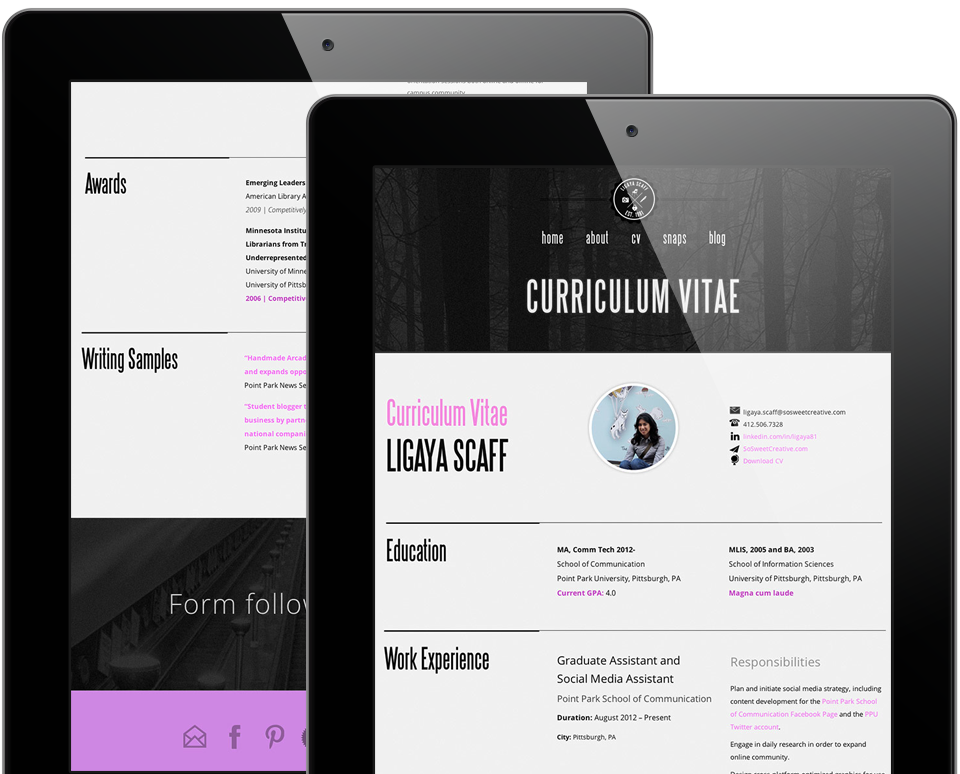 campus community.
Awards
Emerging Leaders
American Library A
2009 | Competitively
Minnesota Institu
Librarians from Tr
Underrepresented
University of Minne
University of Pittsb
2006 | Competitive
Writing Samples
"Handmade Arcad
and expands oppo
Point Park News Se
"Student blogger t
business by partn
national compani
Point Park News Se
Form follow
LIGAYA SCAFF
EST. 1981
home about cv snaps blog
CURRICULUM VITAE
Curriculum Vitae
LIGAYA SCAFF
ligaya.scaff@sosweetcreative.com
412.506.7328
linkedin.com/in/ligaya81
SoSweetCreative.com
Download CV
Education
MA, Comm Tech 2012-
School of Communication
Point Park University, Pittsburgh, PA
Current GPA: 4.0
MLIS, 2005 and BA, 2003
School of Information Sciences
University of Pittsburgh, Pittsburgh, PA
Magna cum laude
Work Experience
Graduate Assistant and
Social Media Assistant
Point Park School of Communication
Duration: August 2012 – Present
City: Pittsburgh, PA
Responsibilities
Plan and initiate social media strategy, including
content development for the Point Park School
of Communication Facebook Page and the PPU
Twitter account.
Engage in daily research in order to expand
online community.